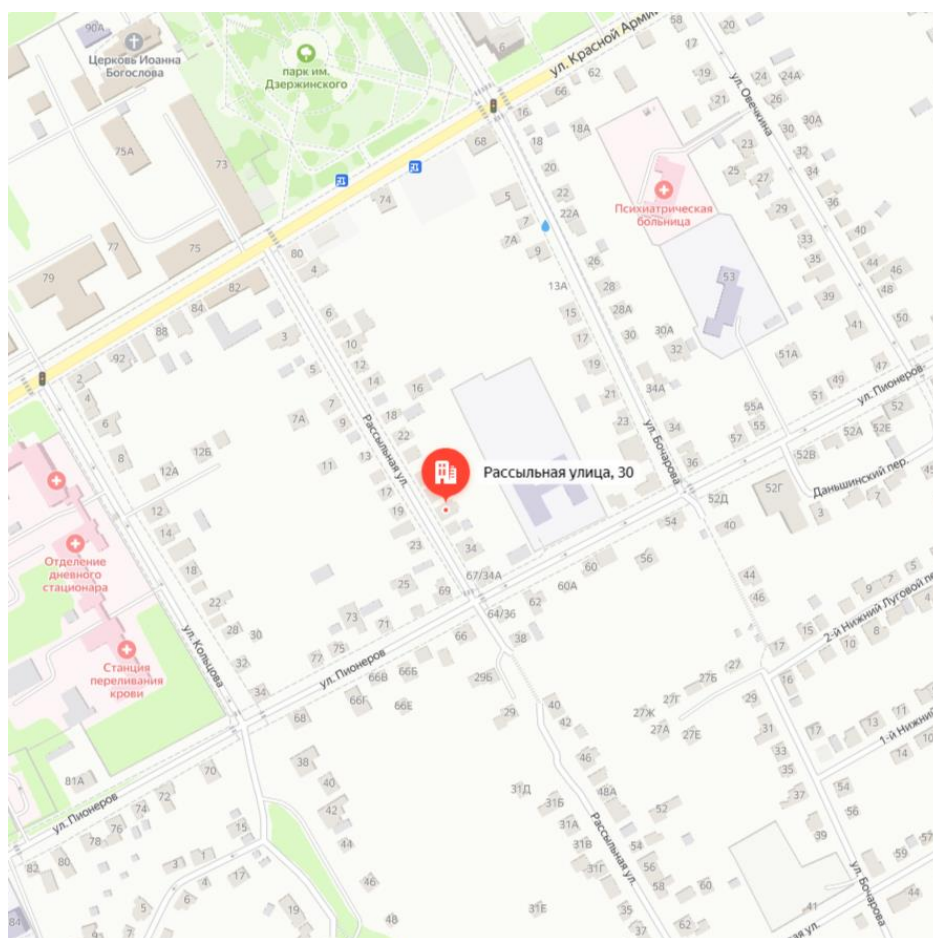 90А
Церковь Иоанна
Богослова
парк им.
Дзержинского
6
ул. Красной Армии
68
17
62
66
19
21
ул. Овечкина
24
24А
26
30
30А
32
75А
73
68
16
18
18А
20
23
25
27
34
36
74
5
7
22
22А
Психиатрическая
больница
29
79
77
75
80
4
7А
9
26
33
35
40
44
46
48
82
84
88
92
3
6
10
13А
15
17
28
28А
30
30А
32
53
39
41
50
51А
2
4
6
5
12
14
16
19
21
34А
49
47
51
ул. Пионеров
7
7А
9
18
22
23
34
55А
55
57
52
52А
52Е
8
12А
12Б
11
13
Рассыльная ул.
Рассыльная улица, 30
ул. Бочарова
36
52В
52Г
Даньшинский пер.
3
7
12
14
17
19
23
34
52Д
54
40
Отделение
дневного
стационара
18
25
69
67/34А
60
60А
56
44
46
22
28
30
73
71
64/36
62
66
38
9
7
5
4
2-й Нижний Луговой пер.
15
10
8
17
Станция
переливания
крови
ул. Кольцова
32
34
77
75
ул. Пионеров
66В
66Б
66Г
66Е
29Б
29
27
27Б
27Г
27Ж
27А
27Е
16
29
31
33
35
17
13
11
14
10
1-й Нижний
68
40
42
46
81А
70
38
40
42
44
31Д
31Б
31А
31В
31Г
31Е
48А
52
54
56
58
60
62
37
39
54
56
ул. Пионеров
72
74
76
78
80
82
15
3
1
4
17
6
5
7
9
19
46
48
84
Рассыльная ул.
35
37
41
59
57
44
ул. Бочарова
ная ул.